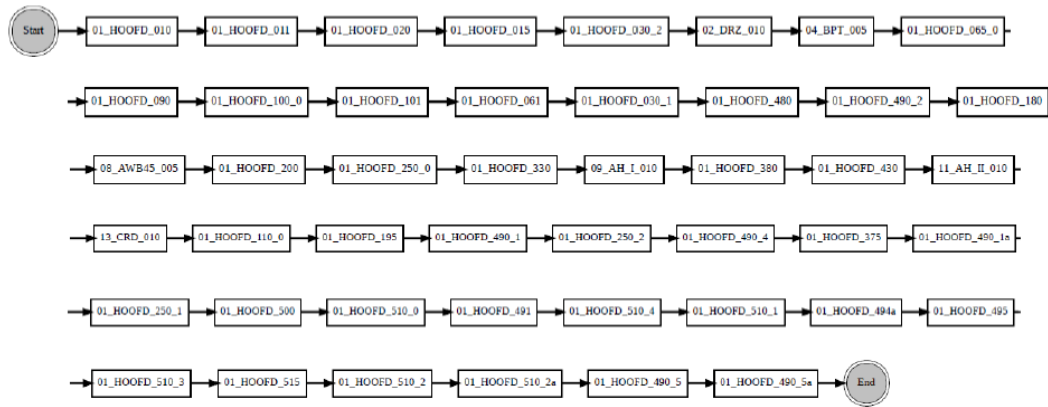 Start 01_HOOFD_010 01_HOOFD_011 01_HOOFD_020 01_HOOFD_015 01_HOOFD_030_2 02_DRZ_010 04_BPT_005 01_HOOFD_065_0
01_HOOFD_090 01_HOOFD_100_0 01_HOOFD_101 01_HOOFD_061 01_HOOFD_030_1 01_HOOFD_480 01_HOOFD_490_2 01_HOOFD_180
08_AWB45_005 01_HOOFD_200 01_HOOFD_250_0 01_HOOFD_330 09_AH_I_010 01_HOOFD_380 01_HOOFD_430 11_AH_II_010
13_CRD_010 01_HOOFD_110_0 01_HOOFD_195 01_HOOFD_490_1 01_HOOFD_250_2 01_HOOFD_490_4 01_HOOFD_375 01_HOOFD_490_1a
01_HOOFD_250_1 01_HOOFD_500 01_HOOFD_510_0 01_HOOFD_491 01_HOOFD_510_4 01_HOOFD_510_1 01_HOOFD_494a 01_HOOFD_495
01_HOOFD_510_3 01_HOOFD_515 01_HOOFD_510_2 01_HOOFD_510_2a 01_HOOFD_490_5 01_HOOFD_490_5a End